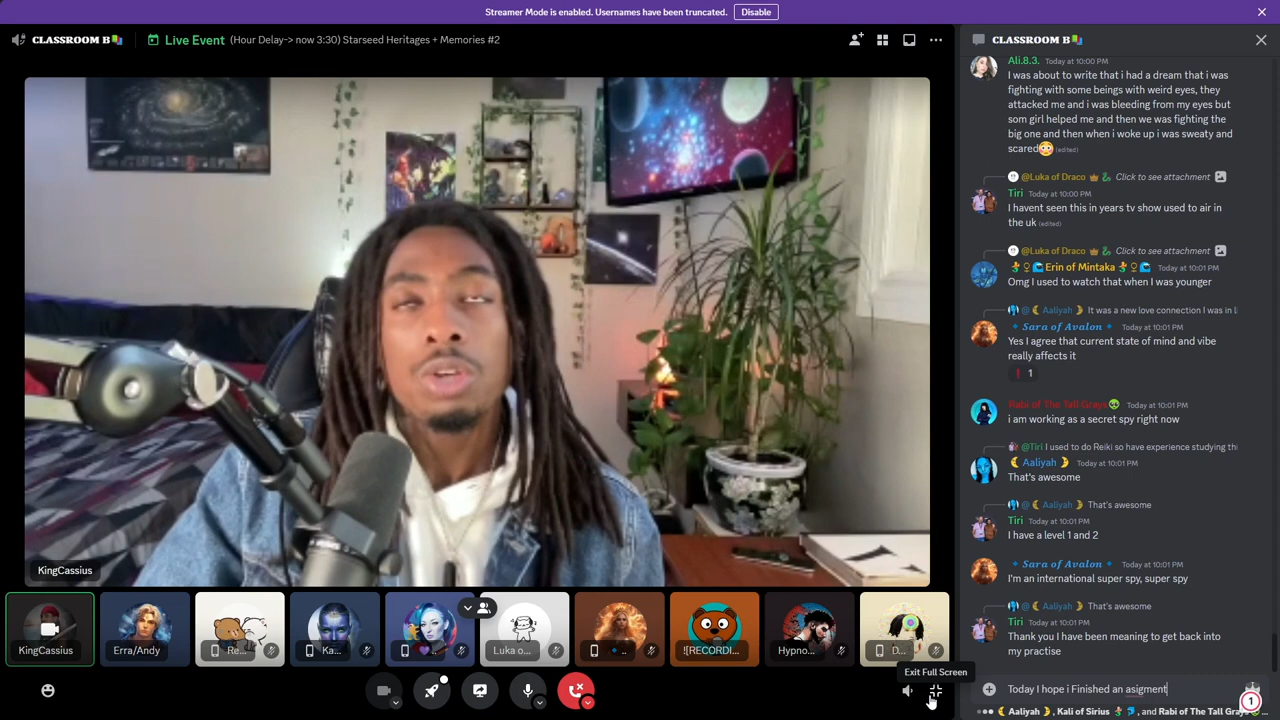 Streamer Mode is enabled. Usernames have been truncated. Disable
CLASSROOM B
Live Event (Hour Delay-> now 3:30) Starseed Heritages + Memories #2
KingCassius
KingCassius
Erra/Andy
Re...
Ka...
Luka o...
![RECORDI...
Hypno...
D...
Exit Full Screen
CLASSROOM B
Ali.8.3. Today at 10:00 PM
I was about to write that i had a dream that i was
fighting with some beings with weird eyes, they
attacked me and i was bleeding from my eyes but
som girl helped me and then we was fighting the
big one and then when i woke up i was sweaty and
scared😳 (edited)
@Luka of Draco 👑 🐍 Click to see attachment
Tiri Today at 10:00 PM
I havent seen this in years tv show used to air in
the uk (edited)
@Luka of Draco 👑 🐍 Click to see attachment
Erin of Mintaka Today at 10:01 PM
Omg I used to watch that when I was younger
@ Aaliyah It was a new love connection I was in
Sara of Avalon Today at 10:01 PM
Yes I agree that current state of mind and vibe
really affects it
1
Rabi of The Tall Grays👽 Today at 10:01 PM
i am working as a secret spy right now
@Tiri I used to do Reiki so have experience studying
Aaliyah Today at 10:01 PM
That's awesome
@ Aaliyah That's awesome
Tiri Today at 10:01 PM
I have a level 1 and 2
Sara of Avalon Today at 10:01 PM
I'm an international super spy, super spy
@ Aaliyah That's awesome
Tiri Today at 10:01 PM
Thank you I have been meaning to get back into
my practise
Today I hope i Finished an asigment
1
Aaliyah, Kali of Sirius, and Rabi of The Tall